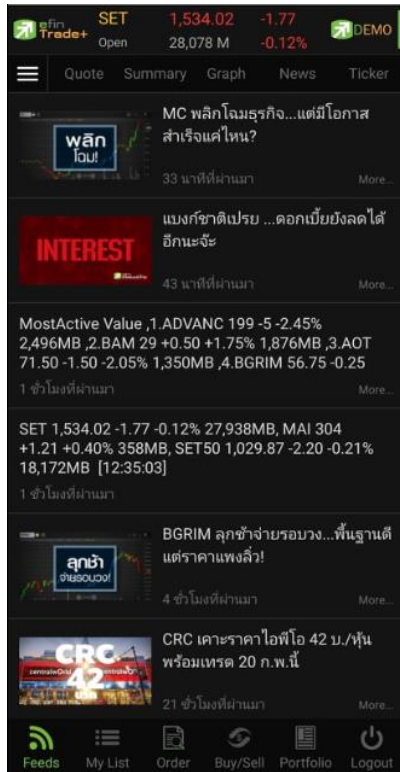 efin
Trade+
SET 1,534.02 -1.77
Open 28,078 M -0.12%
DEMO
Quote Summary Graph News Ticker
พลิก
โฉม!
MC พลิกโฉมธุรกิจ...แต่มีโอกาส
สำเร็จแค่ไหน?
33 นาทีที่ผ่านมา More...
INTEREST
แบงก์ชาติเปรย ...ดอกเบี้ยยังลดได้
อีกนะจ๊ะ
43 นาทีที่ผ่านมา More...
MostActive Value ,1.ADVANC 199 -5 -2.45%
2,496MB ,2.BAM 29 +0.50 +1.75% 1,876MB ,3.AOT
71.50 -1.50 -2.05% 1,350MB ,4.BGRIM 56.75 -0.25
1 ชั่วโมงที่ผ่านมา More...
SET 1,534.02 -1.77 -0.12% 27,938MB, MAI 304
+1.21 +0.40% 358MB, SET50 1,029.87 -2.20 -0.21%
18,172MB [12:35:03]
1 ชั่วโมงที่ผ่านมา
ลุกช้า
จ่ายรอบวง!
BGRIM ลุกช้าจ่ายรอบวง...พื้นฐานดี
แต่ราคาแพงลิ่ว!
4 ชั่วโมงที่ผ่านมา More...
CRC
42
บาท
CRC เคาะราคาไอพีโอ 42 บ./หุ้น
พร้อมเทรด 20 ก.พ.นี้
21 ชั่วโมงที่ผ่านมา More...
Feeds My List Order Buy/Sell Portfolio Logout